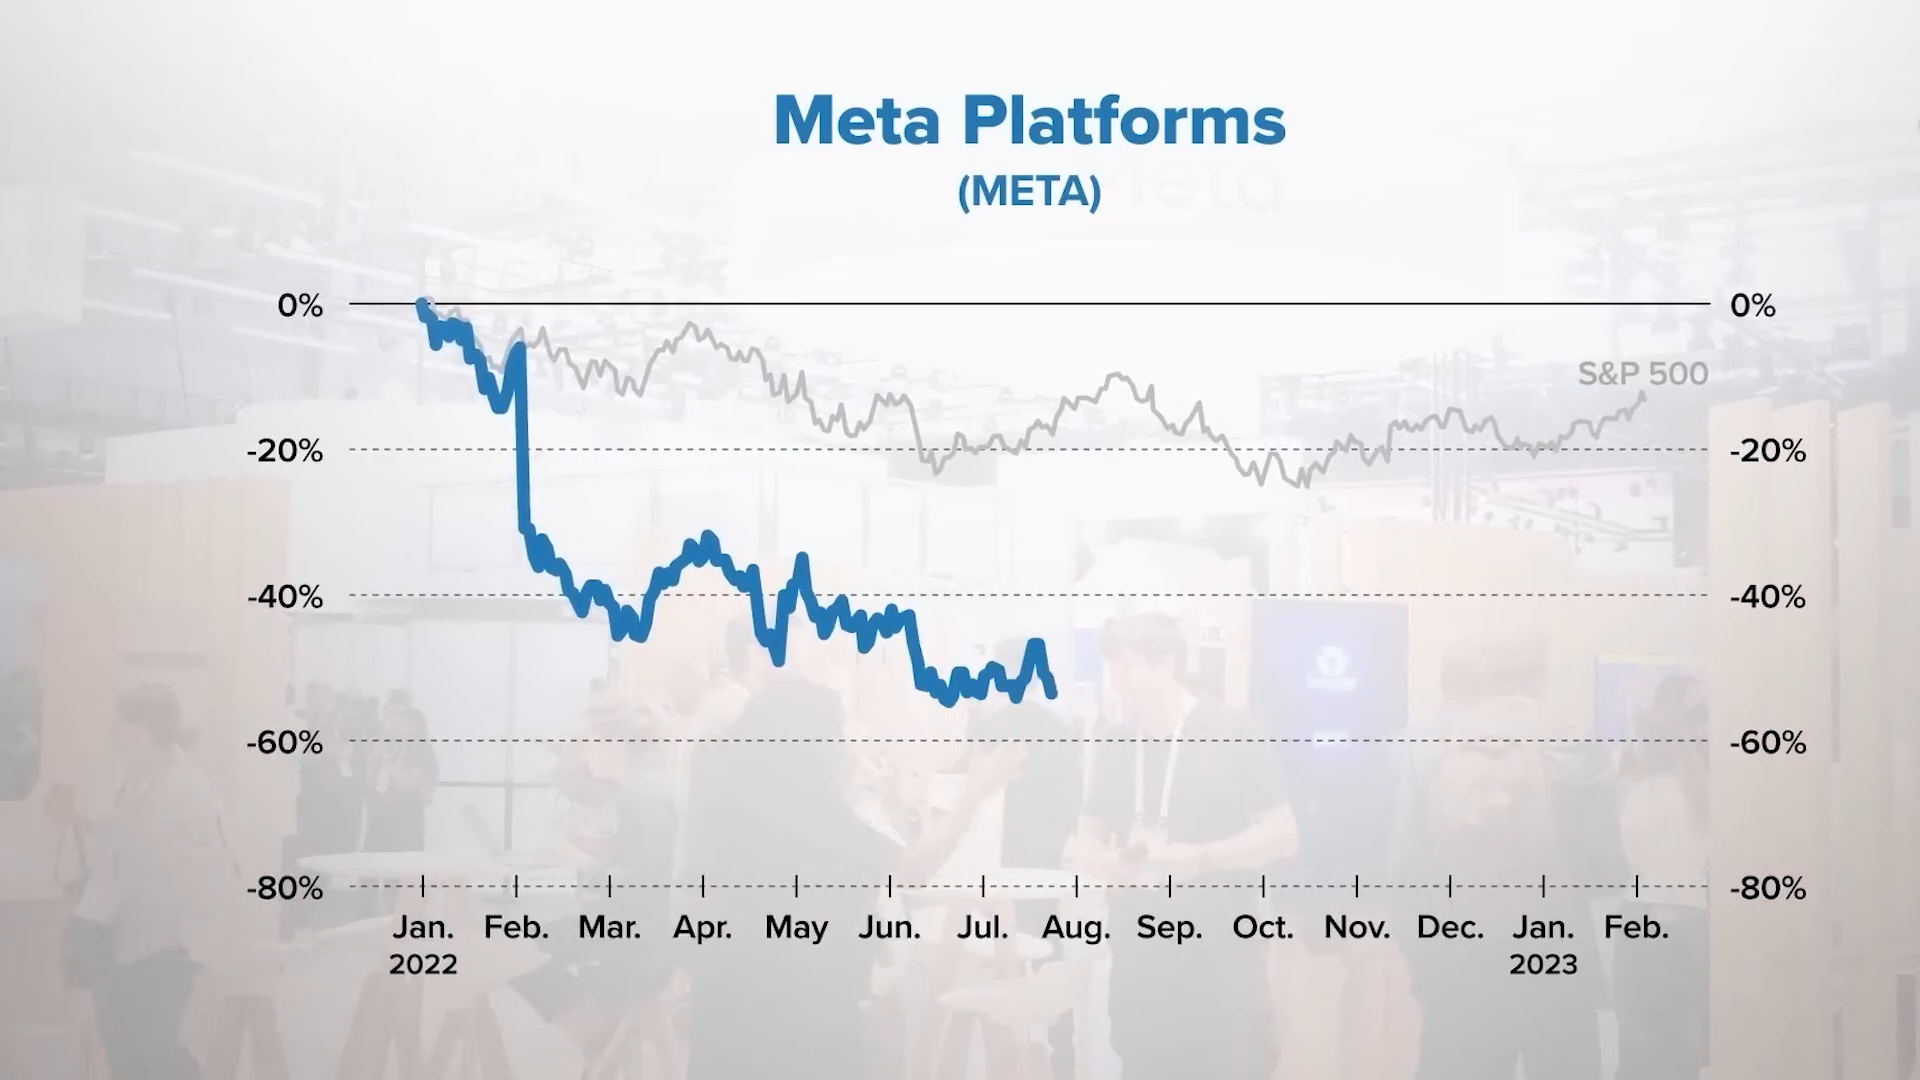 Meta Platforms
(META)
0% 0%
S&P 500
-20% -20%
-40% -40%
-60% -60%
-80% -80%
Jan. Feb. Mar. Apr. May Jun. Jul. Aug. Sep. Oct. Nov. Dec. Jan. Feb.
2022 2023